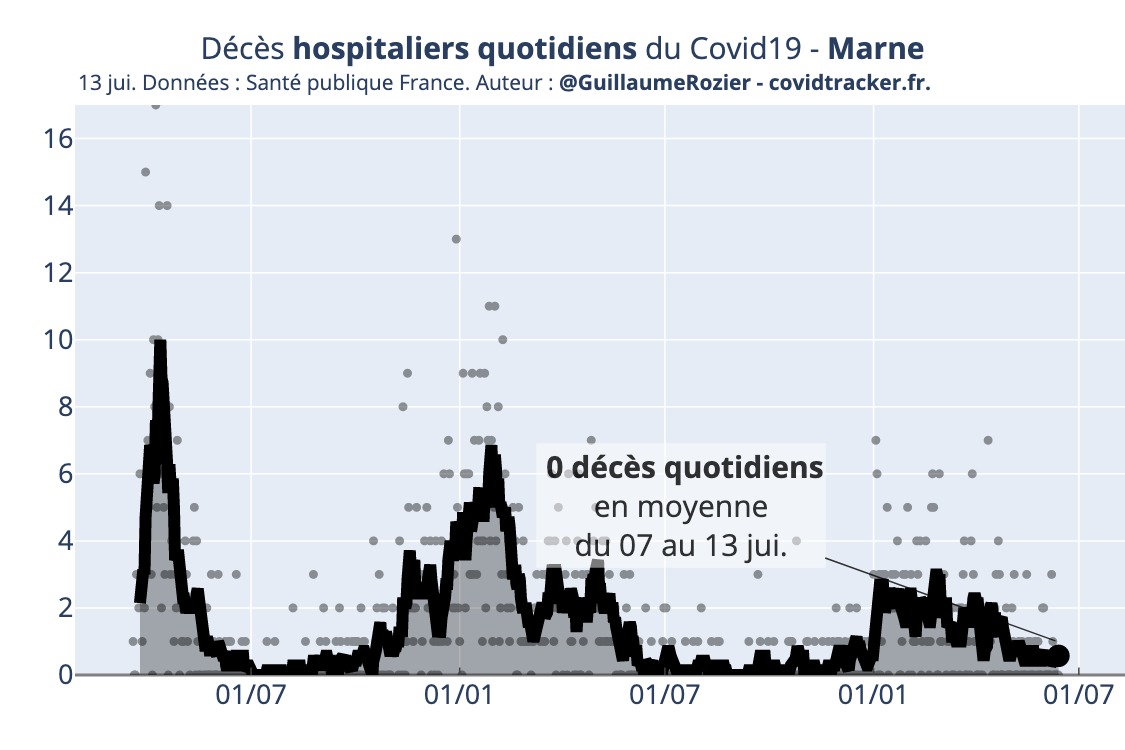 Décès hospitaliers quotidiens du Covid19 - Marne
13 jui. Données : Santé publique France. Auteur : @GuillaumeRozier - covidtracker.fr.
16
14
12
10
8
6
4
2
0
0 décès quotidiens
en moyenne
du 07 au 13 jui.
01/07 01/01 01/07 01/01 01/07